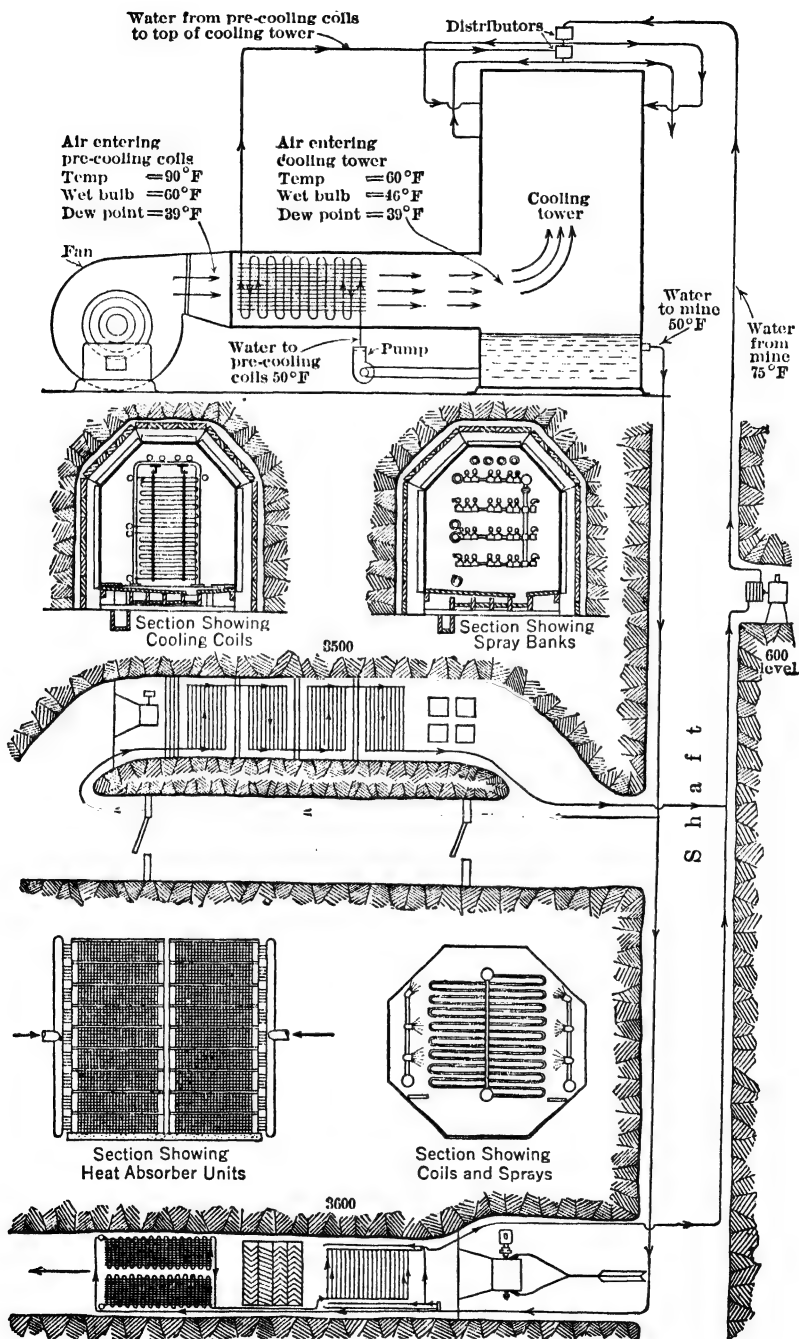 Water from pre-cooling coils
to top of cooling tower
Distributors
Air entering
pre-cooling coils
Temp =90°F
Wet bulb =60°F
Dew point =39°F
Air entering
cooling tower
Temp =60°F
Wet bulb =46°F
Dew point =39°F
Cooling
tower
Fan
Water
to mine
50°F
Water to
pre-cooling
coils 50°F
Pump
Water
from
mine
75°F
Section Showing
Cooling Coils
Section Showing
Spray Banks
600
level
3500
Shaft
Section Showing
Heat Absorber Units
Section Showing
Coils and Sprays
3600